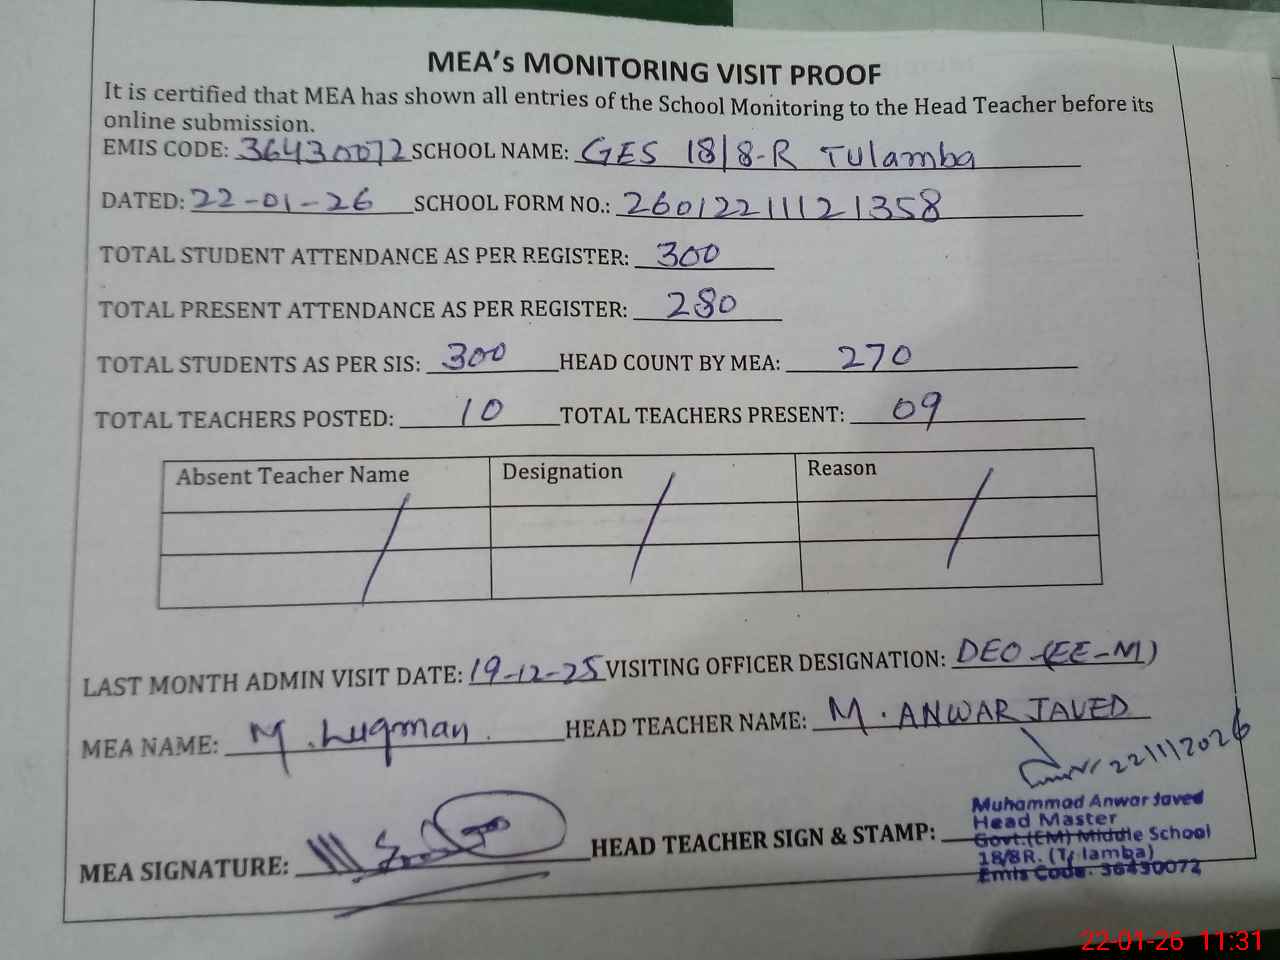 MEA's MONITORING VISIT PROOF
It is certified that MEA has shown all entries of the School Monitoring to the Head Teacher before its
online submission.
EMIS CODE: 36430072 SCHOOL NAME: GES 18/8-R Tulamba
DATED: 22-01-26 SCHOOL FORM NO.: 26012211121358
TOTAL STUDENT ATTENDANCE AS PER REGISTER: 300
TOTAL PRESENT ATTENDANCE AS PER REGISTER: 280
TOTAL STUDENTS AS PER SIS: 300 HEAD COUNT BY MEA: 270
TOTAL TEACHERS POSTED: 10 TOTAL TEACHERS PRESENT: 09
Absent Teacher Name Designation Reason
LAST MONTH ADMIN VISIT DATE: 19-12-25 VISITING OFFICER DESIGNATION: DEO (EE-M)
MEA NAME: M. Luqman. HEAD TEACHER NAME: M. ANWAR JAVED
22/1/2026
MEA SIGNATURE: HEAD TEACHER SIGN & STAMP:
Muhammad Anwar Javed
Head Master
Govt.(EM) Middle School
18/8R. (T/ lamba)
Emis Code. 36430072
22-01-26 11:31